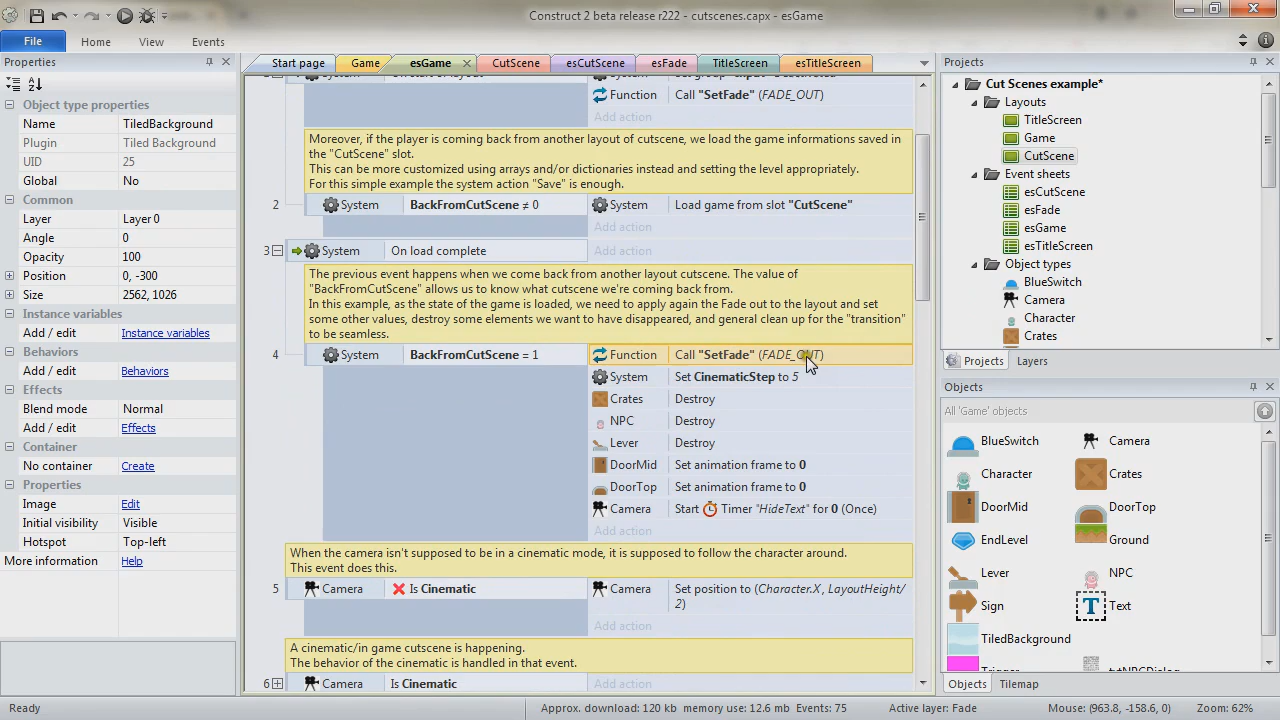 Construct 2 beta release r222 - cutscenes.capx - esGame
File
Home
View
Events
Properties
Object type properties
Name TiledBackground
Plugin Tiled Background
UID 25
Global No
Common
Layer Layer 0
Angle 0
Opacity 100
Position 0, -300
Size 2562, 1026
Instance variables
Add / edit Instance variables
Behaviors
Add / edit Behaviors
Effects
Blend mode Normal
Add / edit Effects
Container
No container Create
Properties
Image Edit
Initial visibility Visible
Hotspot Top-left
More information Help
Start page
Game
esGame
CutScene
esCutScene
esFade
TitleScreen
esTitleScreen
Function Call "SetFade" (FADE_OUT)
Add action
Moreover, if the player is coming back from another layout of cutscene, we load the game informations saved in
the "CutScene" slot.
This can be more customized using arrays and/or dictionaries instead and setting the level appropriately.
For this simple example the system action "Save" is enough.
2 System BackFromCutScene ≠ 0 System Load game from slot "CutScene"
Add action
3 System On load complete Add action
The previous event happens when we come back from another layout cutscene. The value of
"BackFromCutScene" allows us to know what cutscene we're coming back from.
In this example, as the state of the game is loaded, we need to apply again the Fade out to the layout and set
some other values, destroy some elements we want to have disappeared, and general clean up for the "transition"
to be seamless.
4 System BackFromCutScene = 1 Function Call "SetFade" (FADE_OUT)
System Set CinematicStep to 5
Crates Destroy
NPC Destroy
Lever Destroy
DoorMid Set animation frame to 0
DoorTop Set animation frame to 0
Camera Start Timer "HideText" for 0 (Once)
Add action
When the camera isn't supposed to be in a cinematic mode, it is supposed to follow the character around.
This event does this.
5 Camera Is Cinematic Camera Set position to (Character.X, LayoutHeight/
2)
Add action
A cinematic/in game cutscene is happening.
The behavior of the cinematic is handled in that event.
6 Camera Is Cinematic Add action
Projects
Cut Scenes example*
Layouts
TitleScreen
Game
CutScene
Event sheets
esCutScene
esFade
esGame
esTitleScreen
Object types
BlueSwitch
Camera
Character
Crates
Projects
Layers
Objects
All 'Game' objects
BlueSwitch
Camera
Character
Crates
DoorMid
DoorTop
EndLevel
Ground
Lever
NPC
Sign
Text
TiledBackground
Objects
Tilemap
Ready
Approx. download: 120 kb memory use: 12.6 mb Events: 75
Active layer: Fade
Mouse: (963.8, -158.6, 0)
Zoom: 62%